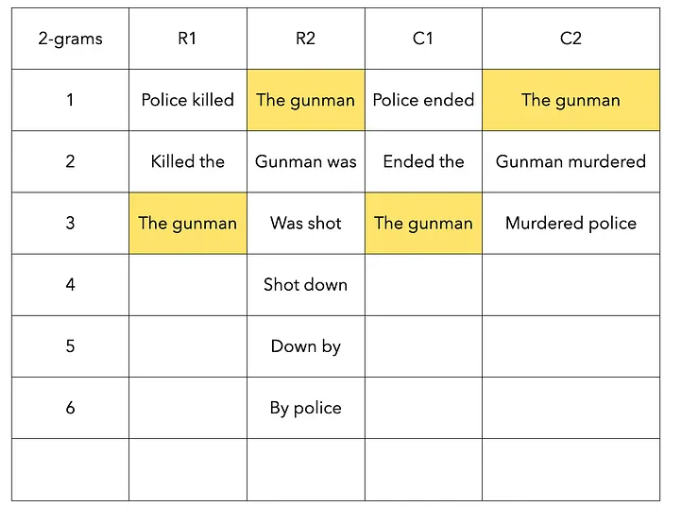 2-grams R1 R2 C1 C2
1 Police killed The gunman Police ended The gunman
2 Killed the Gunman was Ended the Gunman murdered
3 The gunman Was shot The gunman Murdered police
4 Shot down
5 Down by
6 By police